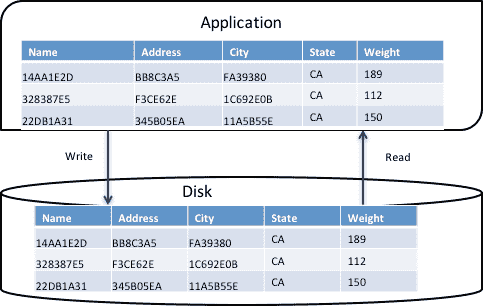 Application
Name Address City State Weight
14AA1E2D BB8C3A5 FA39380 CA 189
328387E5 F3CE62E 1C692E0B CA 112
22DB1A31 345B05EA 11A5B55E CA 150
Write Read
Disk
Name Address City State Weight
14AA1E2D BB8C3A5 FA39380 CA 189
328387E5 F3CE62E 1C692E0B CA 112
22DB1A31 345B05EA 11A5B55E CA 150